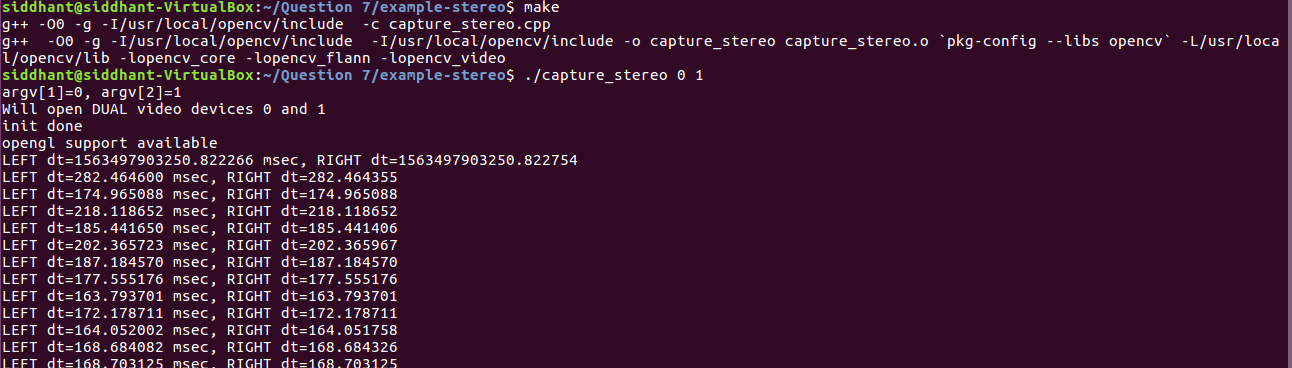 siddhant@siddhant-VirtualBox:~/Question 7/example-stereo$ make
g++ -O0 -g -I/usr/local/opencv/include  -c capture_stereo.cpp
g++  -O0 -g -I/usr/local/opencv/include  -I/usr/local/opencv/include -o capture_stereo capture_stereo.o `pkg-config --libs opencv` -L/usr/loca
l/opencv/lib -lopencv_core -lopencv_flann -lopencv_video
siddhant@siddhant-VirtualBox:~/Question 7/example-stereo$ ./capture_stereo 0 1
argv[1]=0, argv[2]=1
Will open DUAL video devices 0 and 1
init done
opengl support available
LEFT dt=1563497903250.822266 msec, RIGHT dt=1563497903250.822754
LEFT dt=282.464600 msec, RIGHT dt=282.464355
LEFT dt=174.965088 msec, RIGHT dt=174.965088
LEFT dt=218.118652 msec, RIGHT dt=218.118652
LEFT dt=185.441650 msec, RIGHT dt=185.441406
LEFT dt=202.365723 msec, RIGHT dt=202.365967
LEFT dt=187.184570 msec, RIGHT dt=187.184570
LEFT dt=177.555176 msec, RIGHT dt=177.555176
LEFT dt=163.793701 msec, RIGHT dt=163.793701
LEFT dt=172.178711 msec, RIGHT dt=172.178711
LEFT dt=164.052002 msec, RIGHT dt=164.051758
LEFT dt=168.684082 msec, RIGHT dt=168.684326
LEFT dt=168.703125 msec, RIGHT dt=168.703125